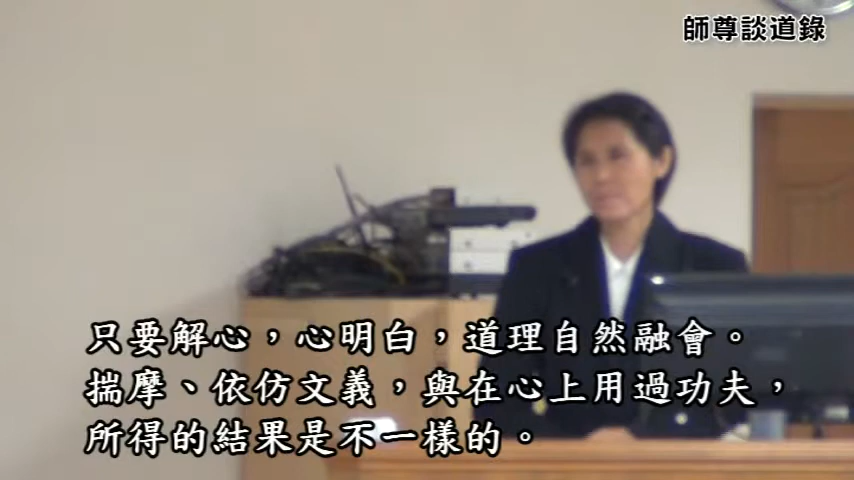 師尊談道錄
只要解心，心明白，道理自然融會。
揣摩、依仿文義，與在心上用過功夫，
所得的結果是不一樣的。